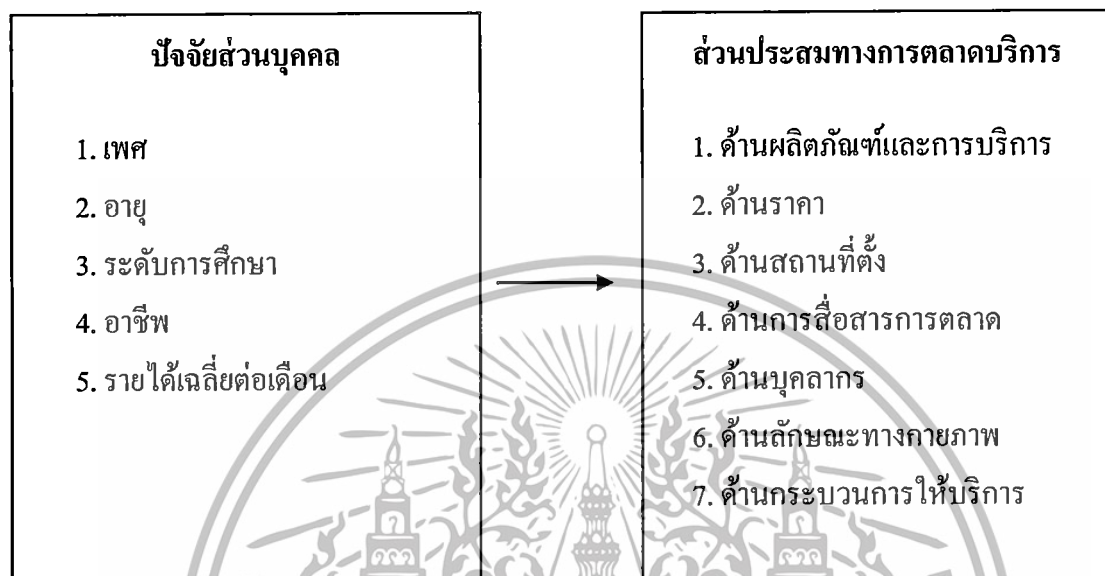 ปัจจัยส่วนบุคคล
1. เพศ
2. อายุ
3. ระดับการศึกษา
4. อาชีพ
5. รายได้เฉลี่ยต่อเดือน
ส่วนประสมทางการตลาดบริการ
1. ด้านผลิตภัณฑ์และการบริการ
2. ด้านราคา
3. ด้านสถานที่ตั้ง
4. ด้านการสื่อสารการตลาด
5. ด้านบุคลากร
6. ด้านลักษณะทางกายภาพ
7. ด้านกระบวนการให้บริการ